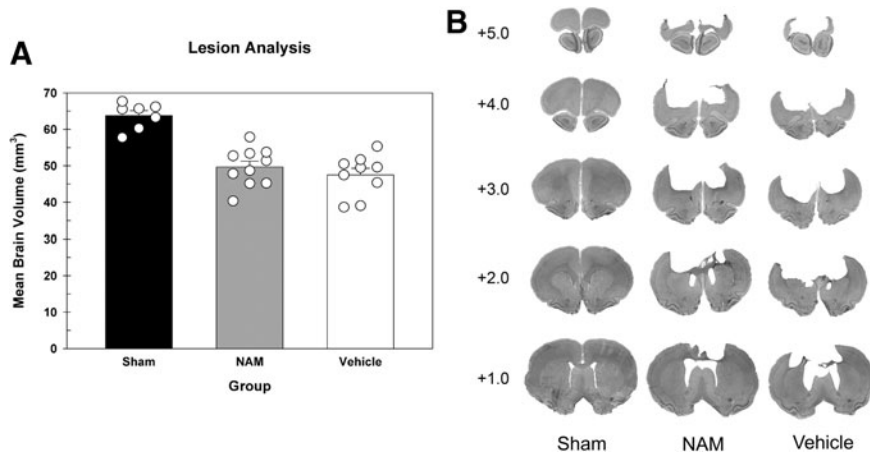 A
Lesion Analysis
Mean Brain Volume (mm³)
70
60
50
40
30
20
10
0
Sham
NAM
Vehicle
Group
B
+5.0
+4.0
+3.0
+2.0
+1.0
Sham
NAM
Vehicle